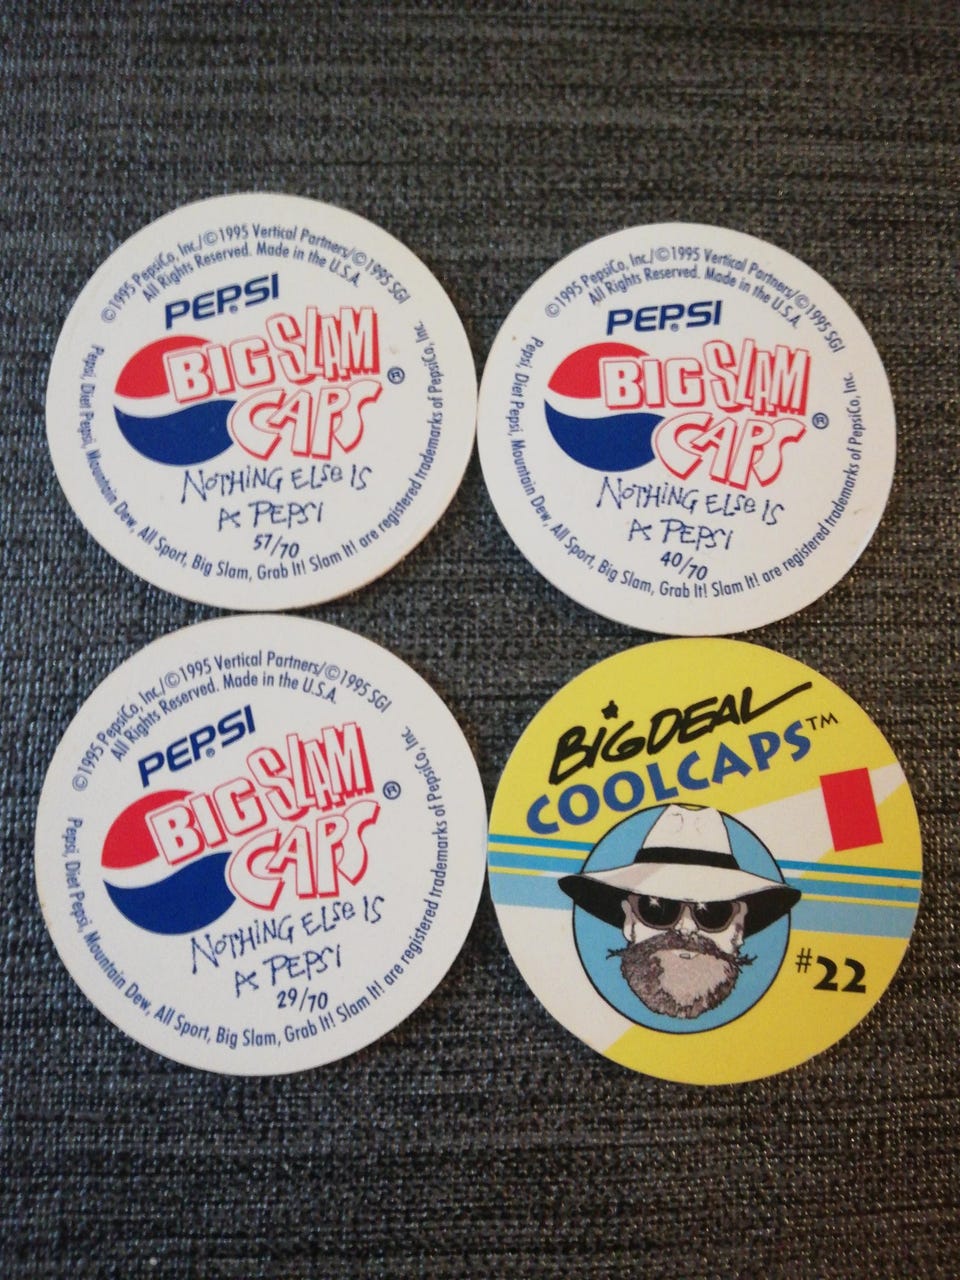 ©1995 PepsiCo, Inc./©1995 Vertical Partners/©1995 SGI
All Rights Reserved. Made in the U.S.A.
PEPSI®
BIG SLAM
CAPS®
NOTHING ELSE IS
A PEPSI
57/70
Pepsi, Diet Pepsi, Mountain Dew, All Sport, Big Slam, Grab It! Slam It! are registered trademarks of PepsiCo, Inc.
©1995 PepsiCo, Inc./©1995 Vertical Partners/©1995 SGI
All Rights Reserved. Made in the U.S.A.
PEPSI®
BIG SLAM
CAPS®
NOTHING ELSE IS
A PEPSI
40/70
Pepsi, Diet Pepsi, Mountain Dew, All Sport, Big Slam, Grab It! Slam It! are registered trademarks of PepsiCo, Inc.
©1995 PepsiCo, Inc./©1995 Vertical Partners/©1995 SGI
All Rights Reserved. Made in the U.S.A.
PEPSI®
BIG SLAM
CAPS®
NOTHING ELSE IS
A PEPSI
29/70
Pepsi, Diet Pepsi, Mountain Dew, All Sport, Big Slam, Grab It! Slam It! are registered trademarks of PepsiCo, Inc.
BIG DEAL
COOLCAPS™
#22